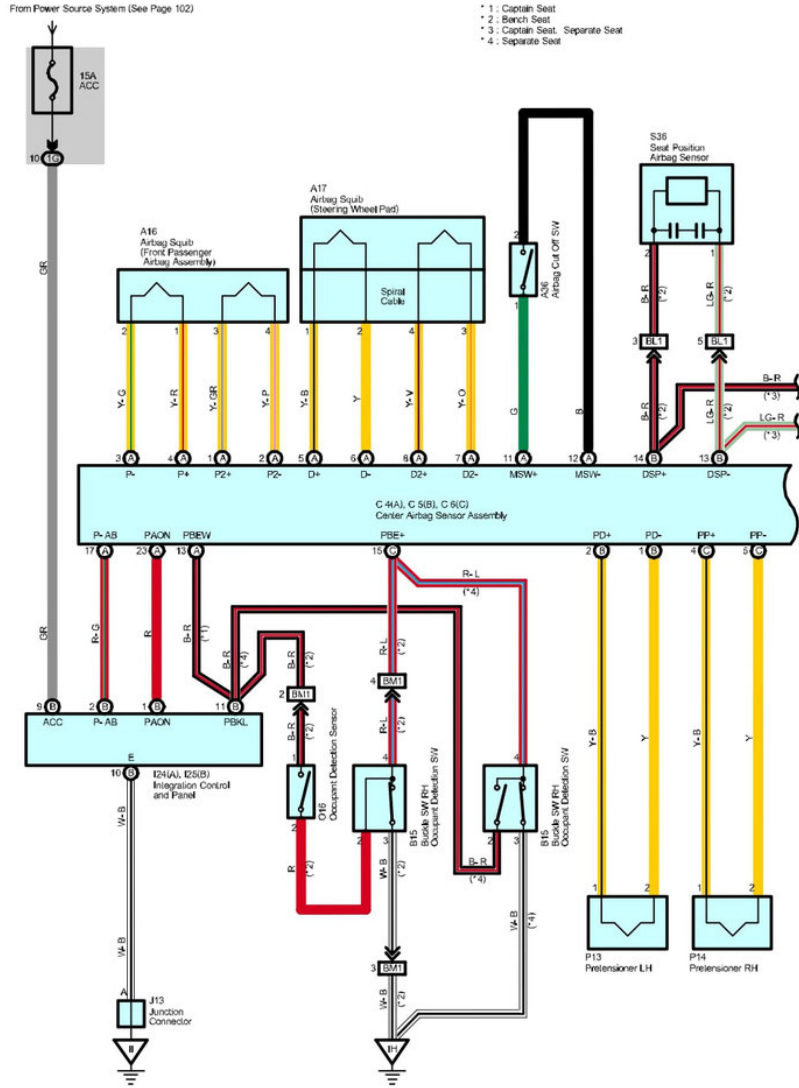 From Power Source System (See Page 102)
* 1 : Captain Seat
* 2 : Bench Seat
* 3 : Captain Seat, Separate Seat
* 4 : Separate Seat
15A
ACC
10 1G
GR
A16
Airbag Squib
(Front Passenger
Airbag Assembly)
A17
Airbag Squib
(Steering Wheel Pad)
Spiral
Cable
2
A36
Airbag Cut Off SW
1
S36
Seat Position
Airbag Sensor
2 1
B-R (*2) LG-R (*2)
3 BL1 5 BL1
2 1 3 4 1 2 4 3
Y-G Y-R Y-GR Y-P Y-B Y Y-V Y-O G B B-R (*2) LG-R (*2)
B-R
(*3)
LG-R
(*3)
3 A 4 A 1 A 2 A 5 A 6 A 8 A 7 A 11 A 12 A 14 B 13 B
P- P+ P2+ P2- D+ D- D2+ D2- MSW+ MSW- DSP+ DSP-
C 4(A), C 5(B), C 6(C)
Center Airbag Sensor Assembly
P-AB PAON PBEW PBE+ PD+ PD- PP+ PP-
17 A 23 A 13 A 15 C 2 B 1 B 4 C 5 C
R-L
(*4)
GR R-G R B-R (*1) B-R (*4) B-R (*2) R-L (*2)
2 BM1 4 BM1
B-R (*2) R-L (*2)
9 B 2 B 1 B 11 B
ACC P-AB PAON PBKL
E
10 B
I24(A), I25(B)
Integration Control
and Panel
1
O16
Occupant Detection Sensor
2
4
B15
Buckle SW RH
Occupant Detection SW
2 3
4
B15
Buckle SW RH
Occupant Detection SW
2 3
Y-B Y Y-B Y
W-B R (*2) W-B (*2) B-R
(*4)
W-B (*4)
1 2 1 2
P13
Pretensioner LH
P14
Pretensioner RH
3 BM1
W-B W-B (*2)
A
J13
Junction
Connector
II IH